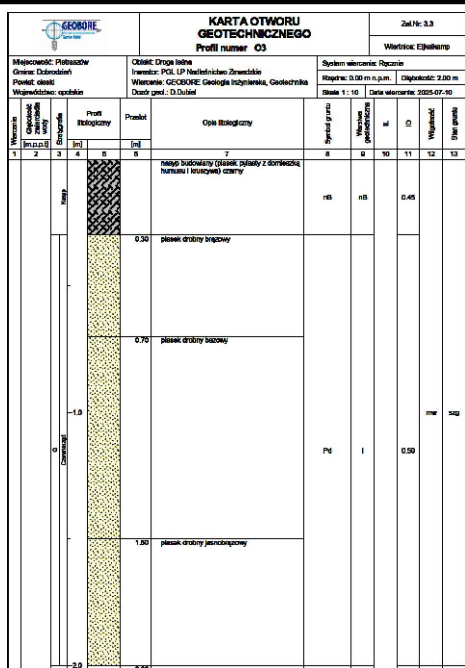 GEOBORE
KARTA OTWORU
GEOTECHNICZNEGO
Profil numer O3
Zał.Nr: 3.3
Wiertnica: Eijkelkamp
Miejscowość: Pietraszów
Gmina: Dobrodzień
Powiat: oleski
Województwo: opolskie
Obiekt: Droga leśna
Inwestor: PGL LP Nadleśnictwo Zawadzkie
Wiercenie: GEOBORE Geologia Inżynierska, Geotechnika
Dozór geol.: D.Dubiel
System wiercenia: Ręcznie
Rzędna: 0.00 m n.p.m. Głębokość: 2.00 m
Skala 1 : 10 Data wiercenia: 2025-07-10
Wiercenie
Głębokość
zwierciadła
wody
[m.p.p.t]
Stratygrafia
Profil
litologiczny
[m]
Przelot
[m]
Opis litologiczny
Symbol gruntu
Warstwa
geotechniczna
IL
ID
Wilgotność
Stan gruntu
1 2 3 4 5 6 7 8 9 10 11 12 13
Nasyp
nasyp budowlany (piasek pylasty z domieszką
humusu i kruszywa) czarny
nB nB 0.45
0.30 piasek drobny brązowy
0.70 piasek drobny beżowy
1.0
mw szg
Q
Czwartorzęd
Pd I 0.50
1.50 piasek drobny jasnobrązowy
2.0